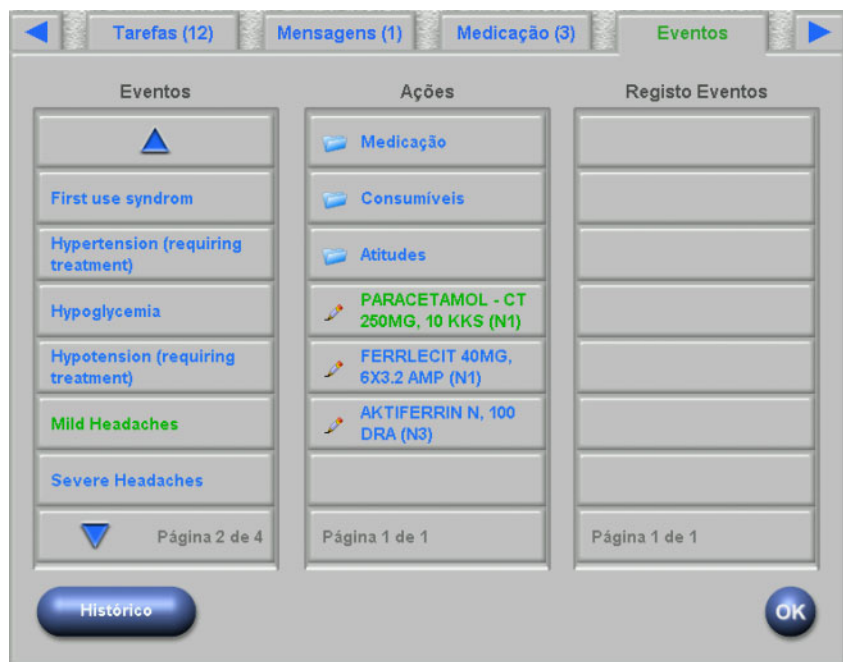 Tarefas (12)
Mensagens (1)
Medicação (3)
Eventos
Eventos
First use syndrom
Hypertension (requiring
treatment)
Hypoglycemia
Hypotension (requiring
treatment)
Mild Headaches
Severe Headaches
Página 2 de 4
Ações
Medicação
Consumíveis
Atitudes
PARACETAMOL - CT
250MG, 10 KKS (N1)
FERRLECIT 40MG,
6X3.2 AMP (N1)
AKTIFERRIN N, 100
DRA (N3)
Página 1 de 1
Registo Eventos
Página 1 de 1
Histórico
OK